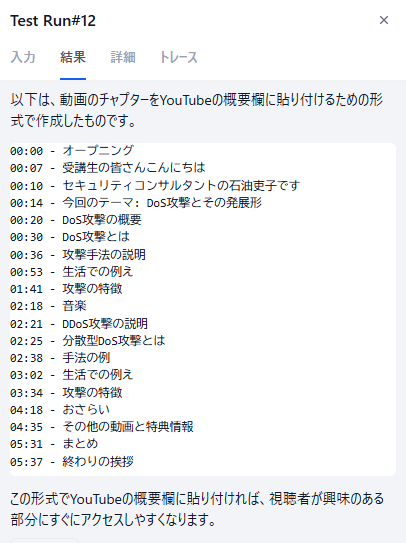 Test Run#12
入力 結果 詳細 トレース
以下は、動画のチャプターをYouTubeの概要欄に貼り付けるための形
式で作成したものです。
00:00 - オープニング
00:07 - 受講生の皆さんこんにちは
00:10 - セキュリティコンサルタントの石油吏子です
00:14 - 今回のテーマ: DoS攻撃とその発展形
00:20 - DoS攻撃の概要
00:30 - DoS攻撃とは
00:36 - 攻撃手法の説明
00:53 - 生活での例え
01:41 - 攻撃の特徴
02:18 - 音楽
02:21 - DDoS攻撃の説明
02:25 - 分散型DoS攻撃とは
02:38 - 手法の例
03:02 - 生活での例え
03:34 - 攻撃の特徴
04:18 - おさらい
04:35 - その他の動画と特典情報
05:31 - まとめ
05:37 - 終わりの挨拶
この形式でYouTubeの概要欄に貼り付ければ、視聴者が興味のある
部分にすぐにアクセスしやすくなります。